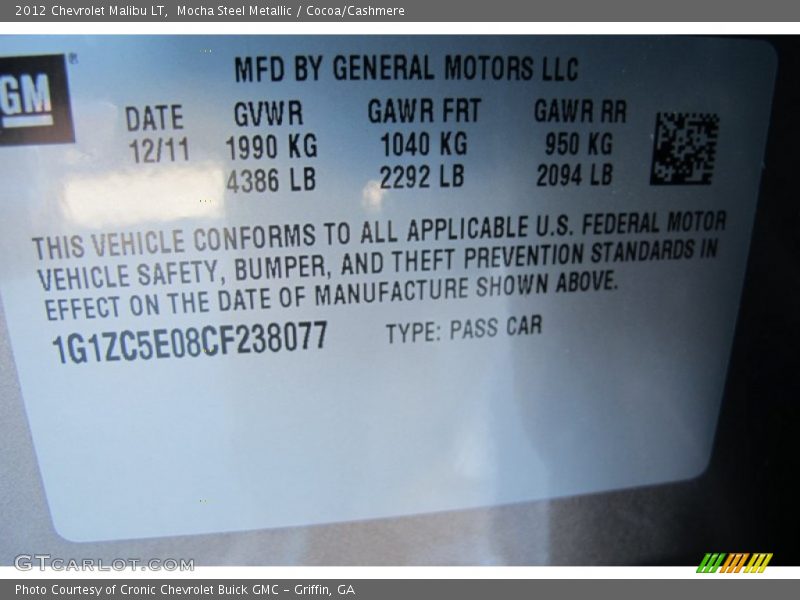 2012 Chevrolet Malibu LT,  Mocha Steel Metallic / Cocoa/Cashmere
GM ®
MFD BY GENERAL MOTORS LLC
DATE GVWR GAWR FRT GAWR RR
12/11 1990 KG 1040 KG 950 KG
4386 LB 2292 LB 2094 LB
THIS VEHICLE CONFORMS TO ALL APPLICABLE U.S. FEDERAL MOTOR
VEHICLE SAFETY, BUMPER, AND THEFT PREVENTION STANDARDS IN
EFFECT ON THE DATE OF MANUFACTURE SHOWN ABOVE.
1G1ZC5E08CF238077 TYPE: PASS CAR
GTCARLOT.COM
Photo Courtesy of Cronic Chevrolet Buick GMC – Griffin, GA